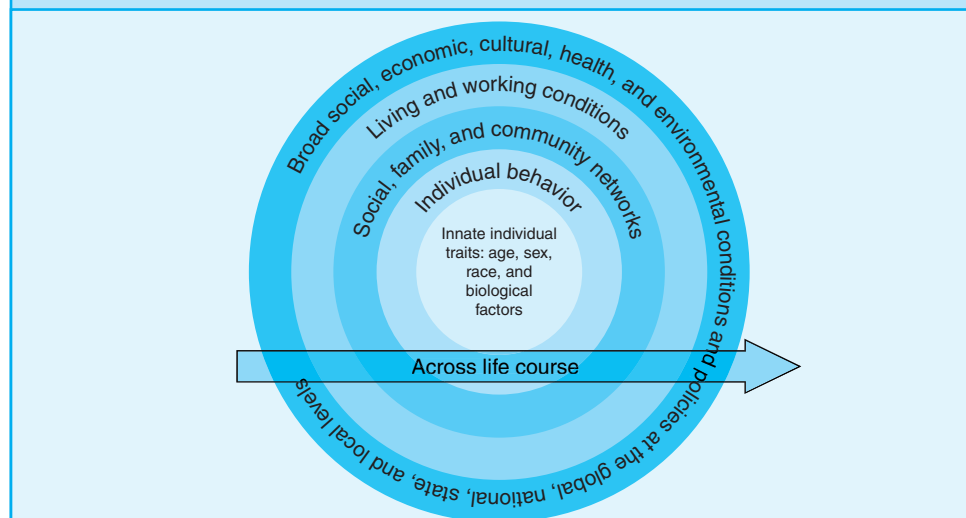 Broad social, economic, cultural, health, and environmental conditions and policies at the global, national, state, and local levels
Living and working conditions
Social, family, and community networks
Individual behavior
Innate individual
traits: age, sex,
race, and
biological
factors
Across life course